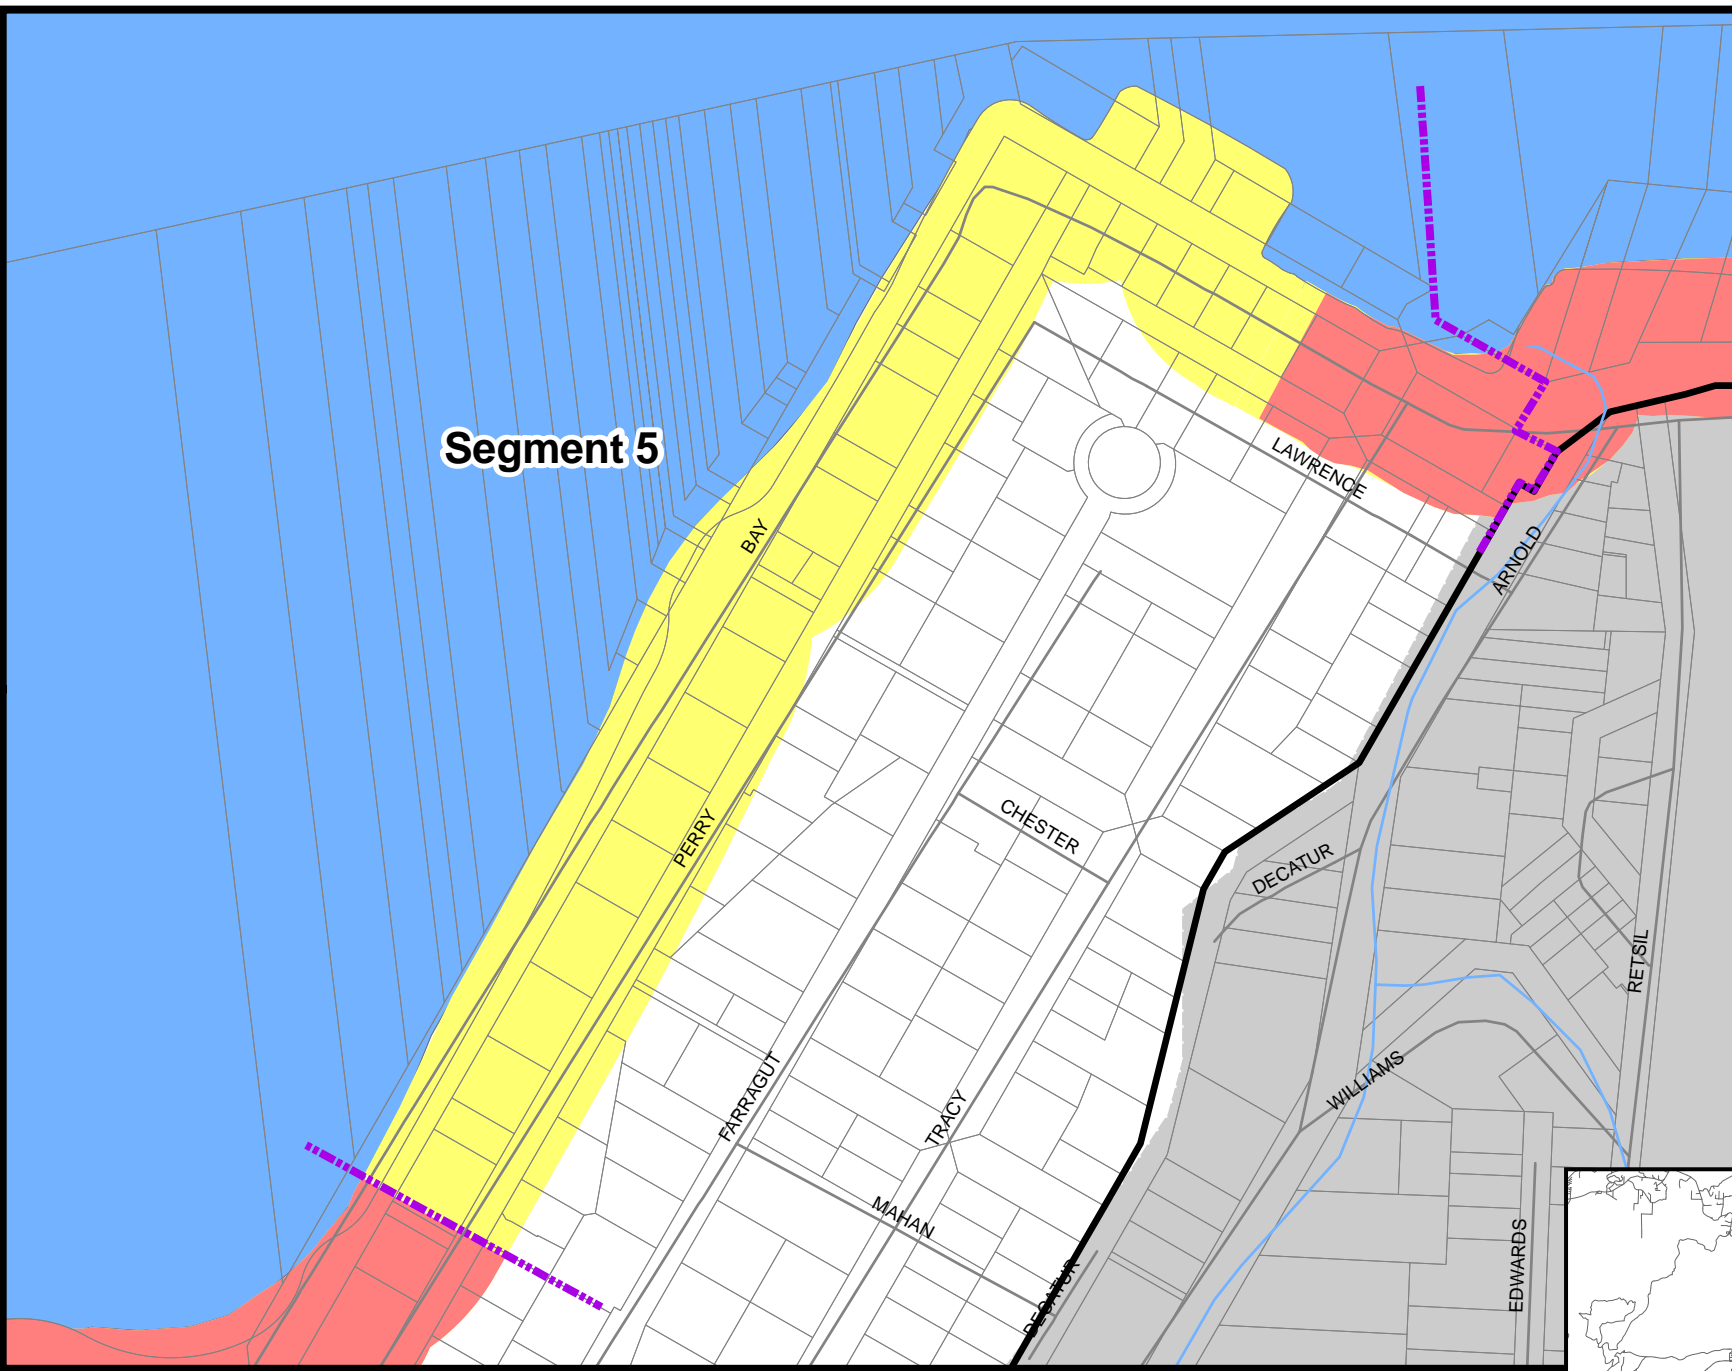 Segment 5
LAWRENCE
BAY
ARNOLD
PERRY
CHESTER
DECATUR
RETSIL
WILLIAMS
FARRAGUT
TRACY
MAHAN
DECATUR
EDWARDS